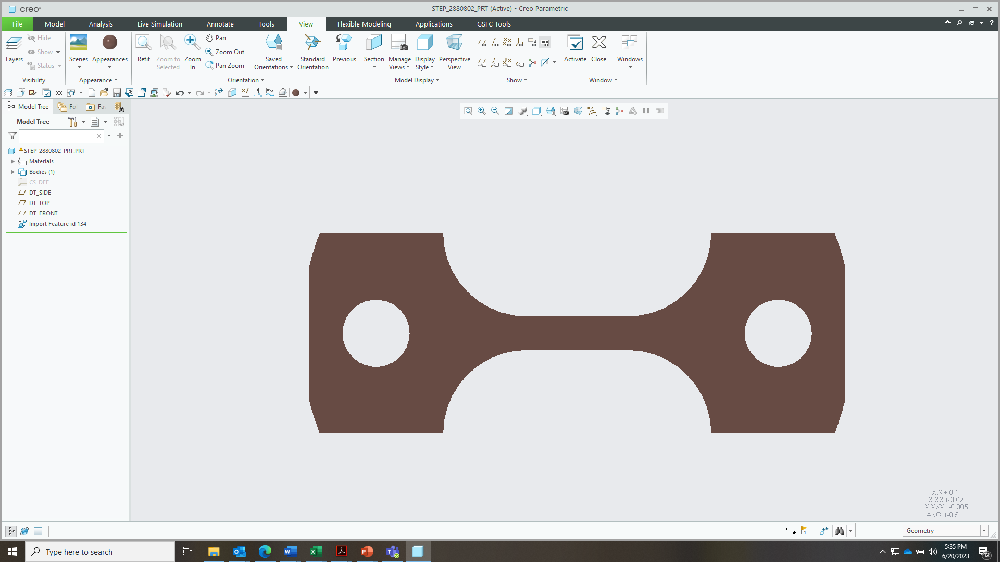 creo
STEP_2880802_PRT (Active) - Creo Parametric
File Model Analysis Live Simulation Annotate Tools View Flexible Modeling Applications GSFC Tools
Layers
Hide
Show
Status
Visibility
Scenes
Appearances
Appearance
Refit
Zoom to
Selected
Zoom
In
Pan
Zoom Out
Pan Zoom
Saved
Orientations
Standard
Orientation
Previous
Orientation
Section
Manage
Views
Display
Style
Perspective
View
Model Display
10.0
Show
Activate
Close
Windows
Window
Model Tree Fol Fa
Model Tree
STEP_2880802_PRT.PRT
Materials
Bodies (1)
CS_DEF
DT_SIDE
DT_TOP
DT_FRONT
Import Feature id 134
X.X+-0.1
X.XX+-0.02
X.XXX+-0.005
ANG.+-0.5
1
Geometry
Type here to search
5:35 PM
6/20/2023
12